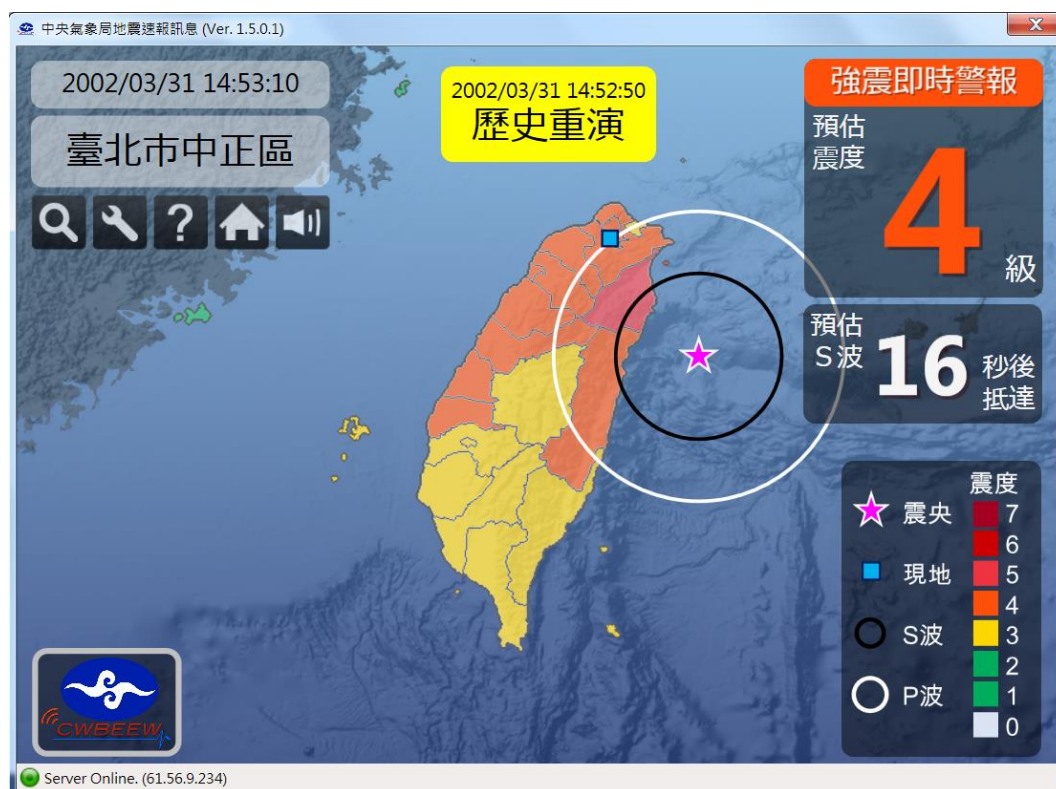 中央氣象局地震速報訊息 (Ver. 1.5.0.1)
X
2002/03/31 14:53:10
臺北市中正區
?
2002/03/31 14:52:50
歷史重演
強震即時警報
預估
震度
4
級
預估
S波
16
秒後
抵達
震度
震央
現地
S波
P波
7
6
5
4
3
2
1
0
CWBEEW
Server Online. (61.56.9.234)